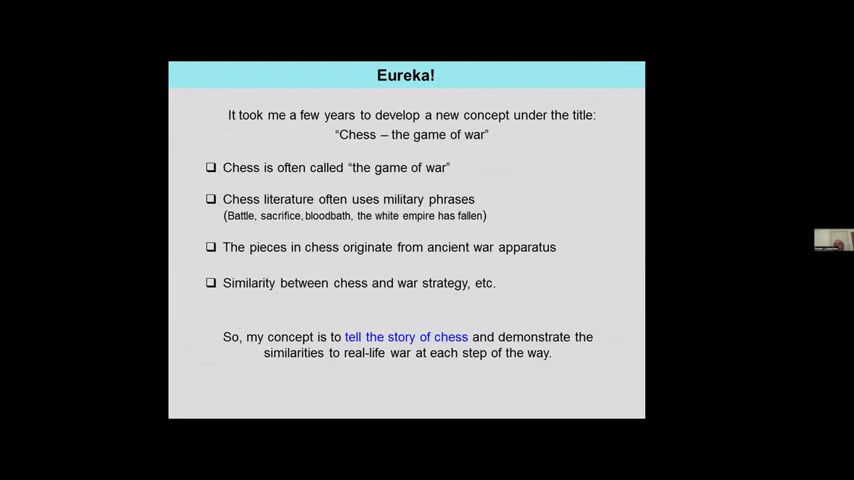 Eureka!
It took me a few years to develop a new concept under the title:
“Chess – the game of war”
Chess is often called “the game of war”
Chess literature often uses military phrases
(Battle, sacrifice, bloodbath, the white empire has fallen)
The pieces in chess originate from ancient war apparatus
Similarity between chess and war strategy, etc.
So, my concept is to tell the story of chess and demonstrate the
similarities to real-life war at each step of the way.